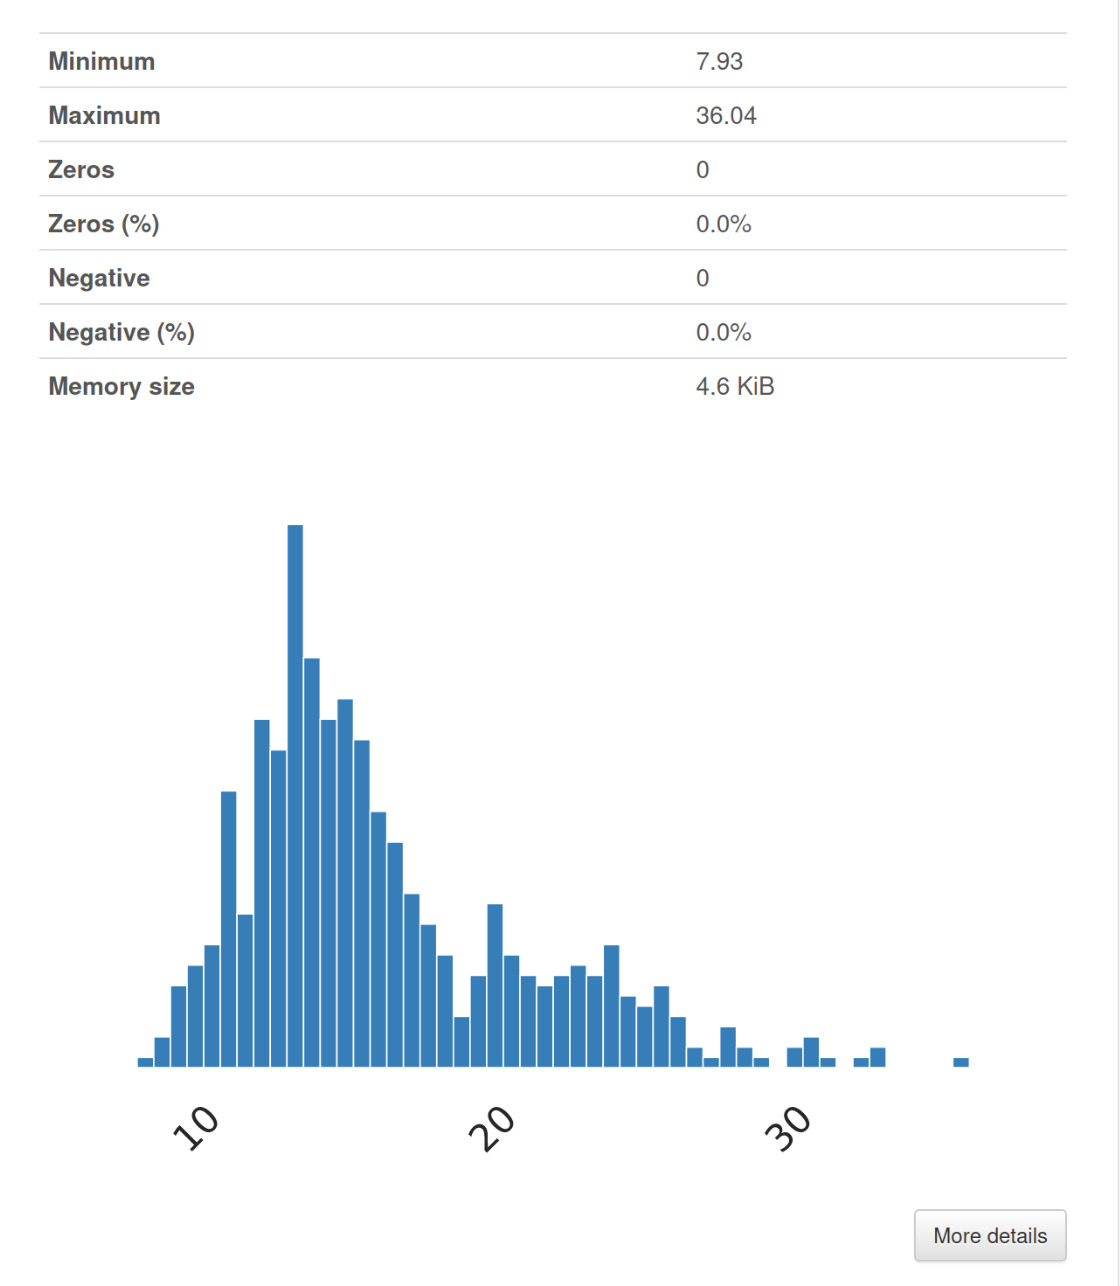 Minimum 7.93
Maximum 36.04
Zeros 0
Zeros (%) 0.0%
Negative 0
Negative (%) 0.0%
Memory size 4.6 KiB
10 20 30
More details